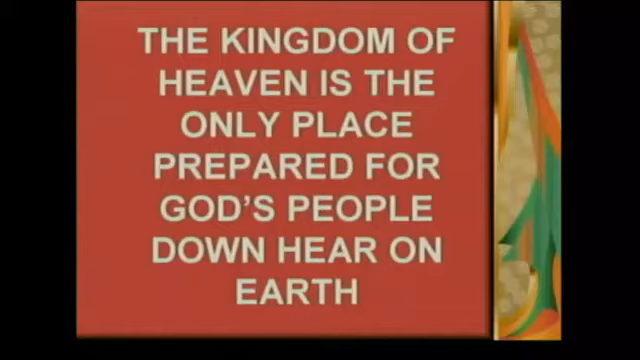 THE KINGDOM OF
HEAVEN IS THE
ONLY PLACE
PREPARED FOR
GOD'S PEOPLE
DOWN HEAR ON
EARTH